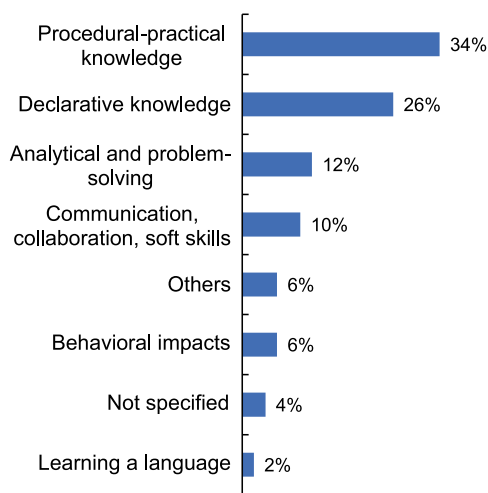 Procedural-practical
knowledge
34%
Declarative knowledge
26%
Analytical and problem-
solving
12%
Communication,
collaboration, soft skills
10%
Others
6%
Behavioral impacts
6%
Not specified
4%
Learning a language
2%